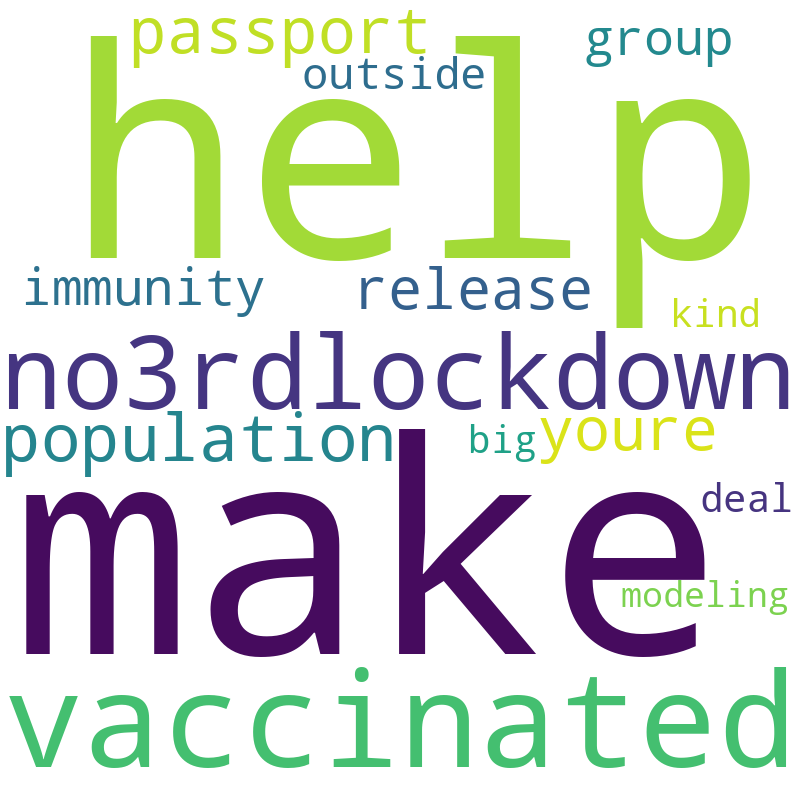 passport
group
outside
help
immunity
release
kind
no3rdlockdown
population
big
youre
make
deal
modeling
vaccinated